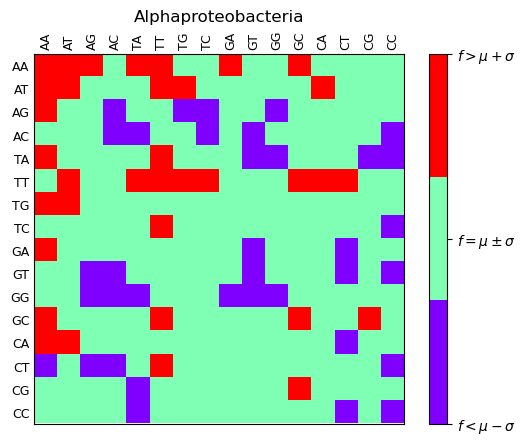 Alphaproteobacteria
AA AT AG AC TA TT TG TC GA GT GG GC CA CT CG CC
AA
AT
AG
AC
TA
TT
TG
TC
GA
GT
GG
GC
CA
CT
CG
CC
f > μ + σ
f = μ ± σ
f < μ − σ